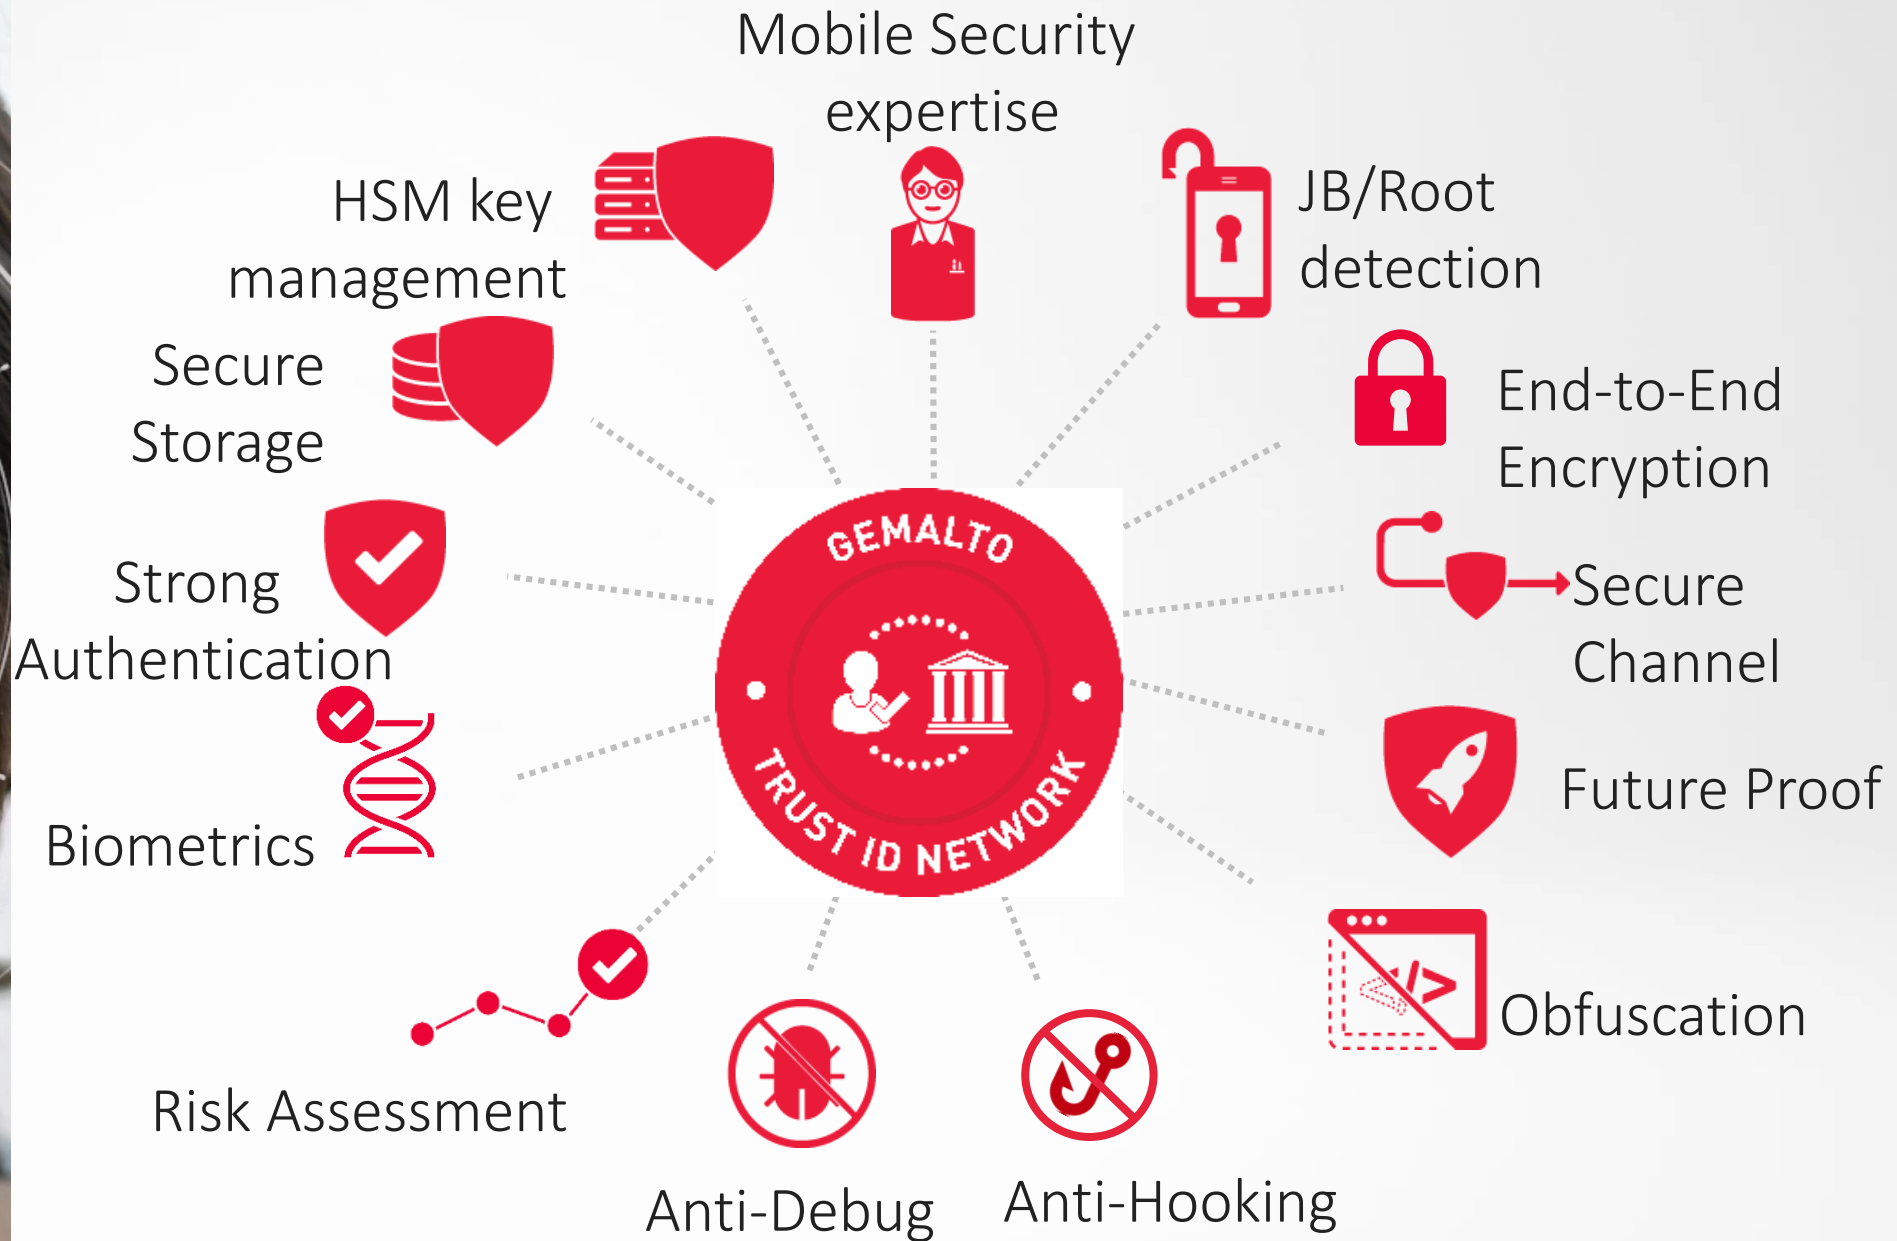 Mobile Security
expertise
HSM key
management
JB/Root
detection
Secure
Storage
End-to-End
Encryption
Strong
Authentication
GEMALTO
TRUST ID NETWORK
Secure
Channel
Biometrics
Future Proof
Risk Assessment
</>
Obfuscation
Anti-Debug
Anti-Hooking